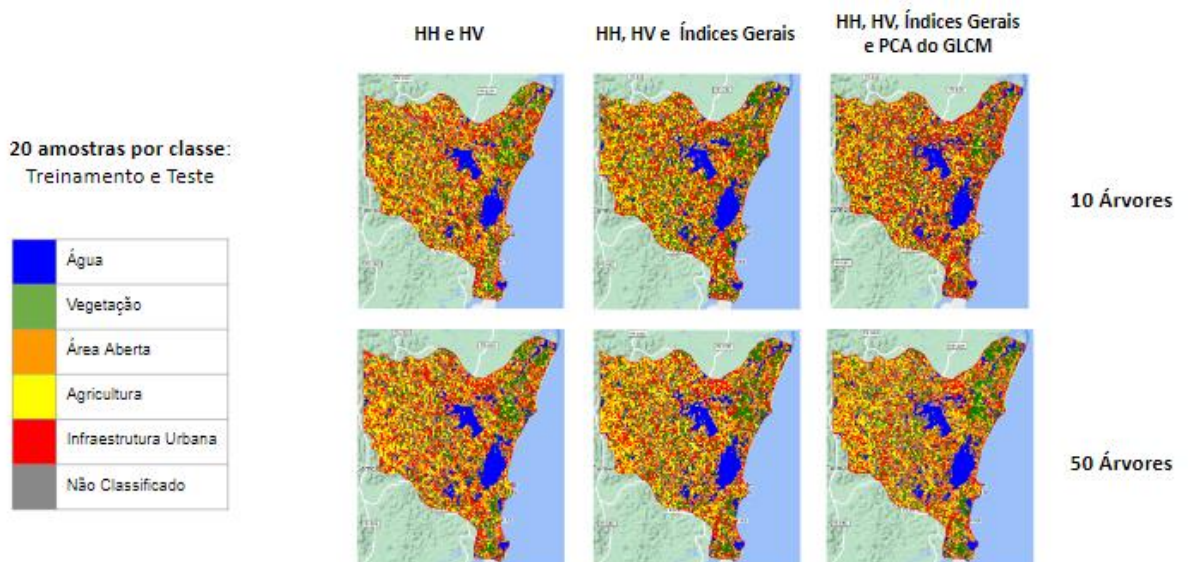 HH e HV
HH, HV e Índices Gerais
HH, HV, Índices Gerais
e PCA do GLCM
20 amostras por classe:
Treinamento e Teste
10 Árvores
Água
Vegetação
Área Aberta
Agricultura
Infraestrutura Urbana
Não Classificado
50 Árvores